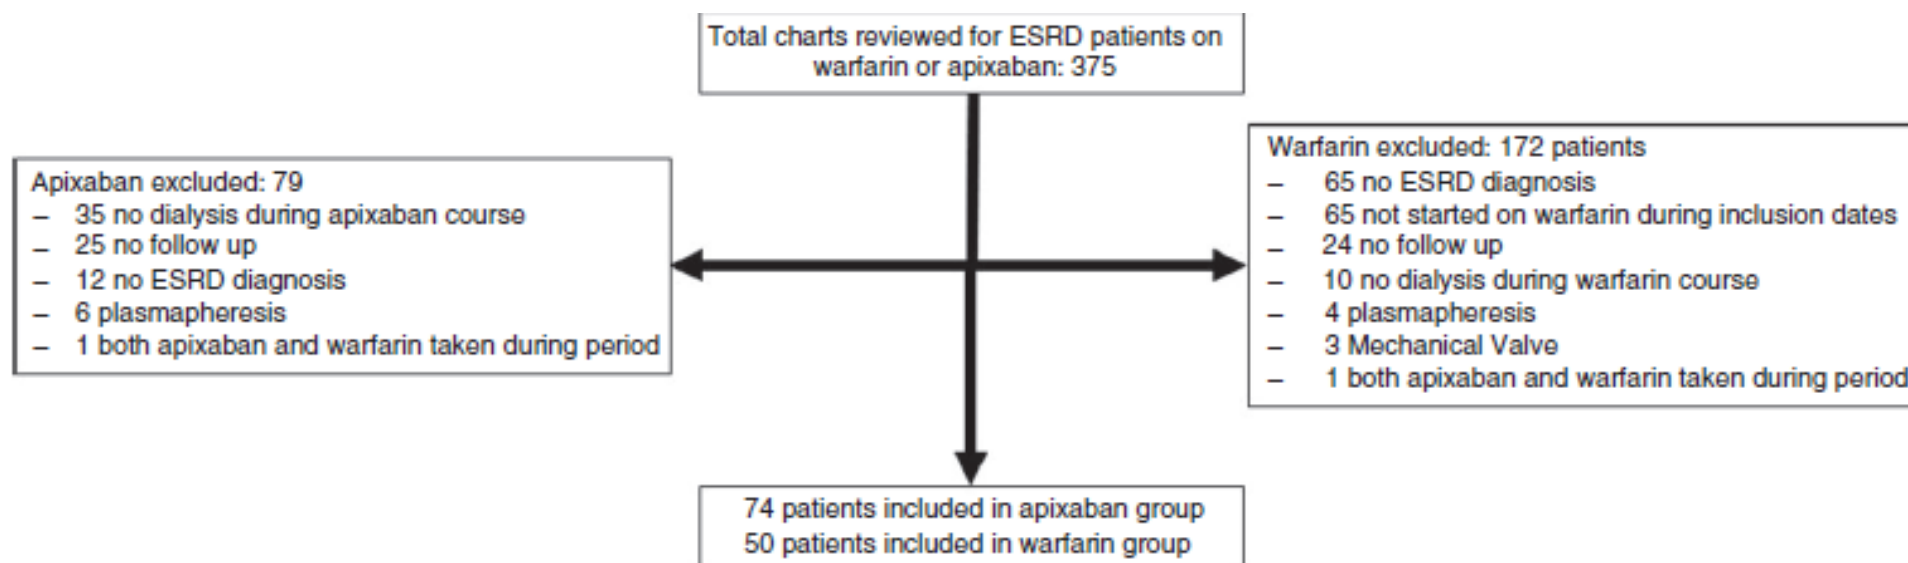 Total charts reviewed for ESRD patients on
warfarin or apixaban: 375
Apixaban excluded: 79
– 35 no dialysis during apixaban course
– 25 no follow up
– 12 no ESRD diagnosis
– 6 plasmapheresis
– 1 both apixaban and warfarin taken during period
Warfarin excluded: 172 patients
– 65 no ESRD diagnosis
– 65 not started on warfarin during inclusion dates
– 24 no follow up
– 10 no dialysis during warfarin course
– 4 plasmapheresis
– 3 Mechanical Valve
– 1 both apixaban and warfarin taken during period
74 patients included in apixaban group
50 patients included in warfarin group